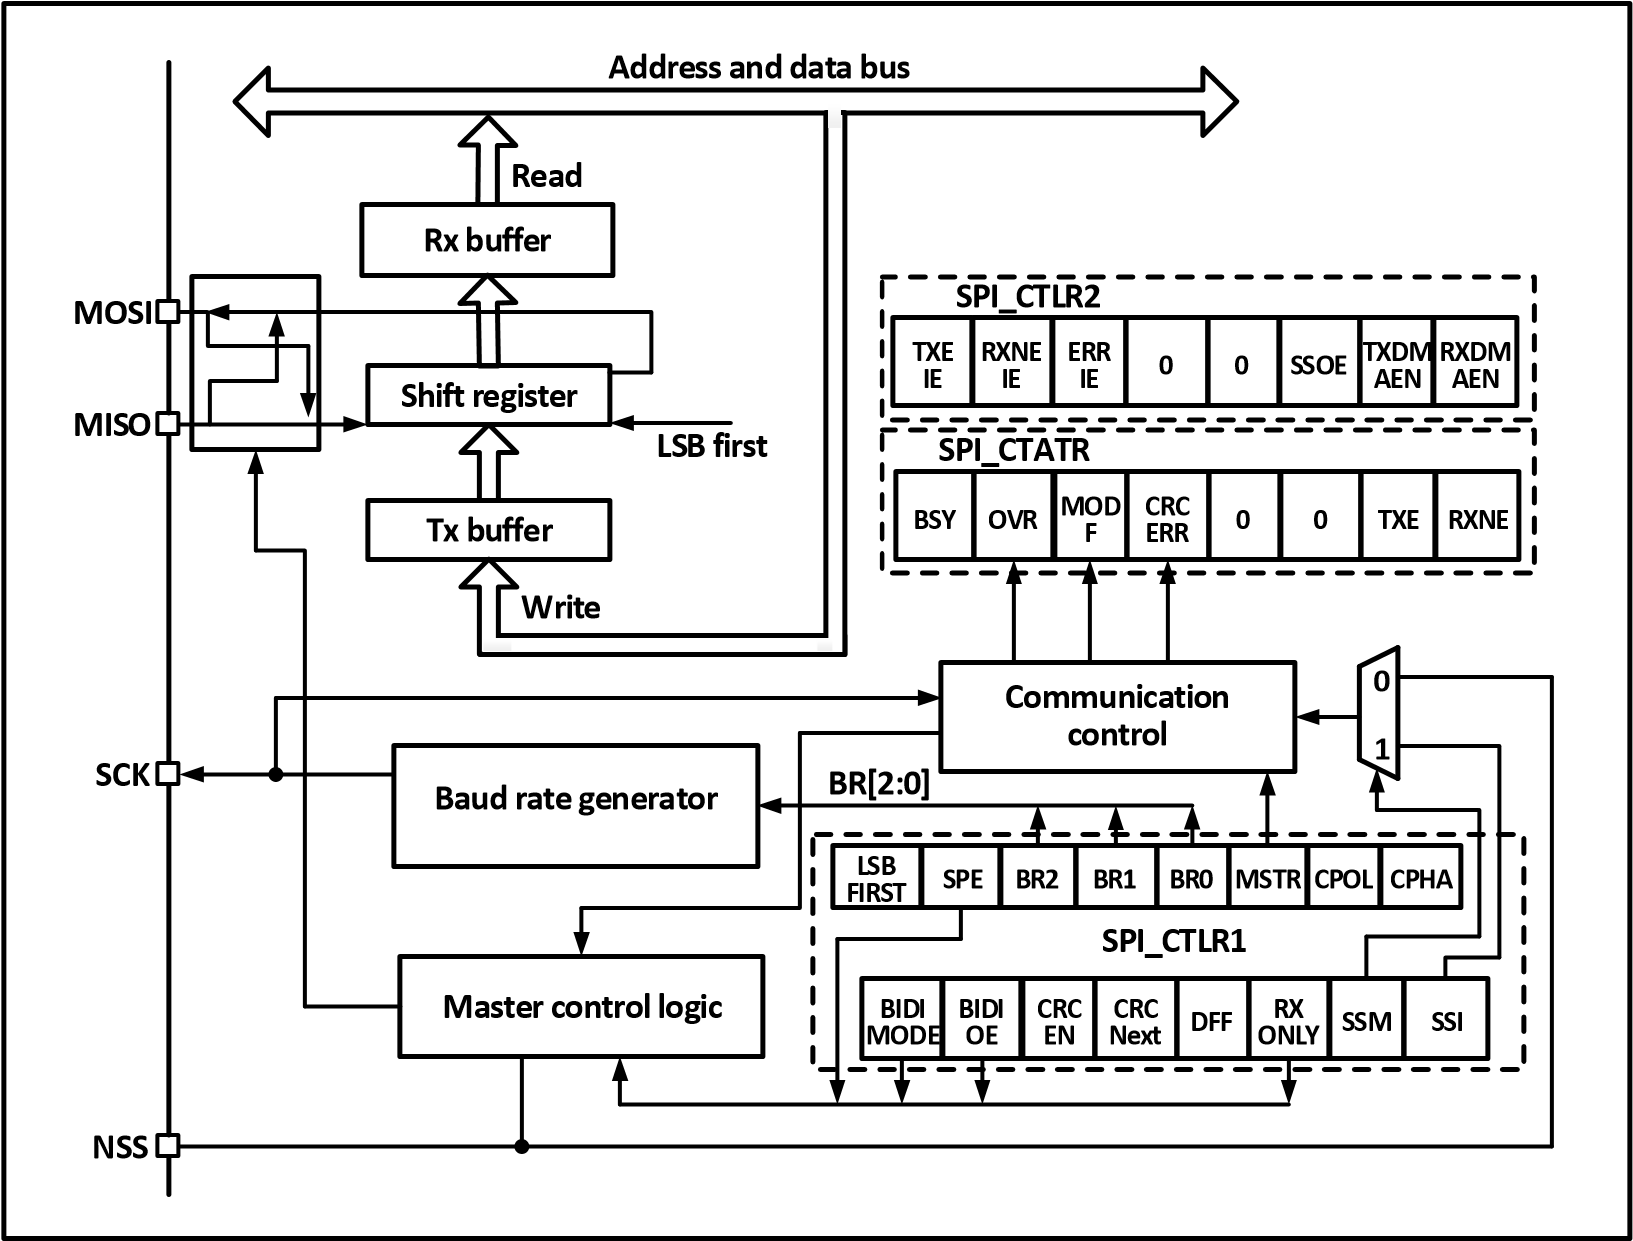 Address and data bus
Read
Rx buffer
MOSI
Shift register
MISO
LSB first
Tx buffer
Write
SPI_CTLR2
TXE
IE
RXNE
IE
ERR
IE
0
0
SSOE
TXDM
AEN
RXDM
AEN
SPI_CTATR
BSY
OVR
MOD
F
CRC
ERR
0
0
TXE
RXNE
Communication
control
0
1
SCK
Baud rate generator
BR[2:0]
LSB
FIRST
SPE
BR2
BR1
BR0
MSTR
CPOL
CPHA
SPI_CTLR1
Master control logic
BIDI
MODE
BIDI
OE
CRC
EN
CRC
Next
DFF
RX
ONLY
SSM
SSI
NSS